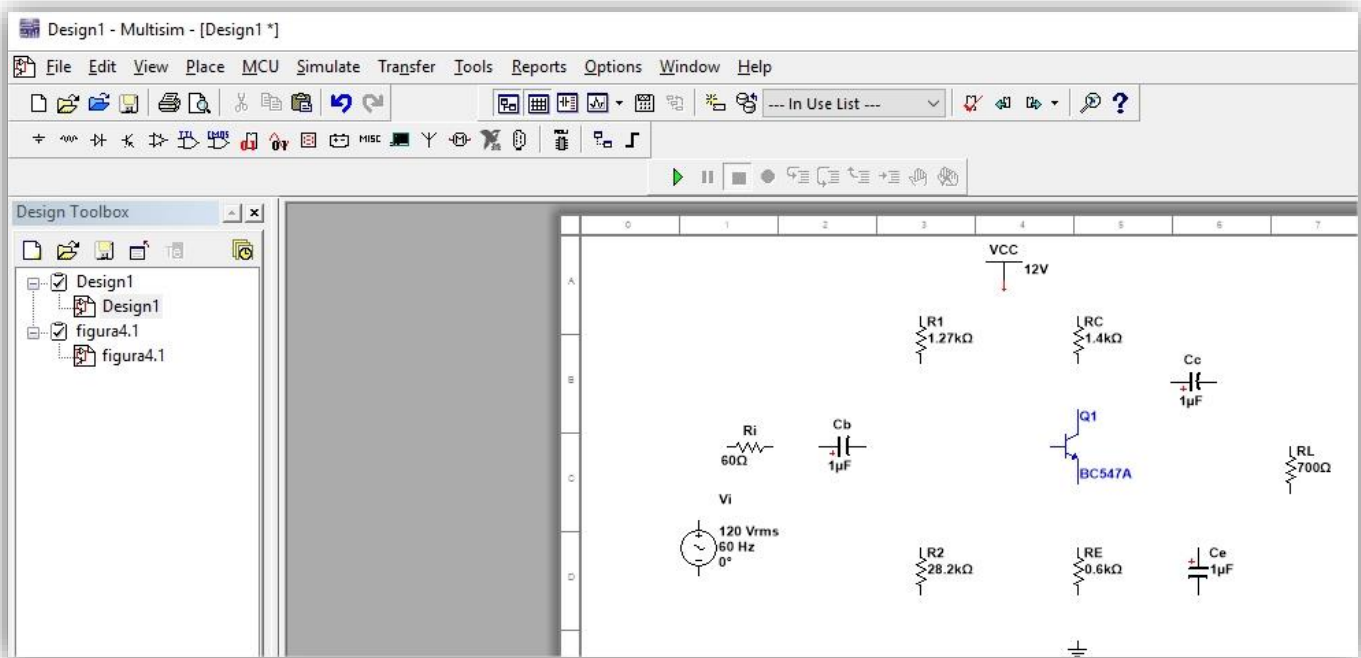 Design1 - Multisim - [Design1 *]
File Edit View Place MCU Simulate Transfer Tools Reports Options Window Help
--- In Use List ---
MISC
Design Toolbox
Design1
Design1
figura4.1
figura4.1
0 1 2 3 4 5 6 7
A
B
C
D
VCC
12V
R1
1.27kΩ
RC
1.4kΩ
Cc
1µF
Ri
60Ω
Cb
1µF
Q1
BC547A
RL
700Ω
Vi
120 Vrms
60 Hz
0°
R2
28.2kΩ
RE
0.6kΩ
Ce
1µF